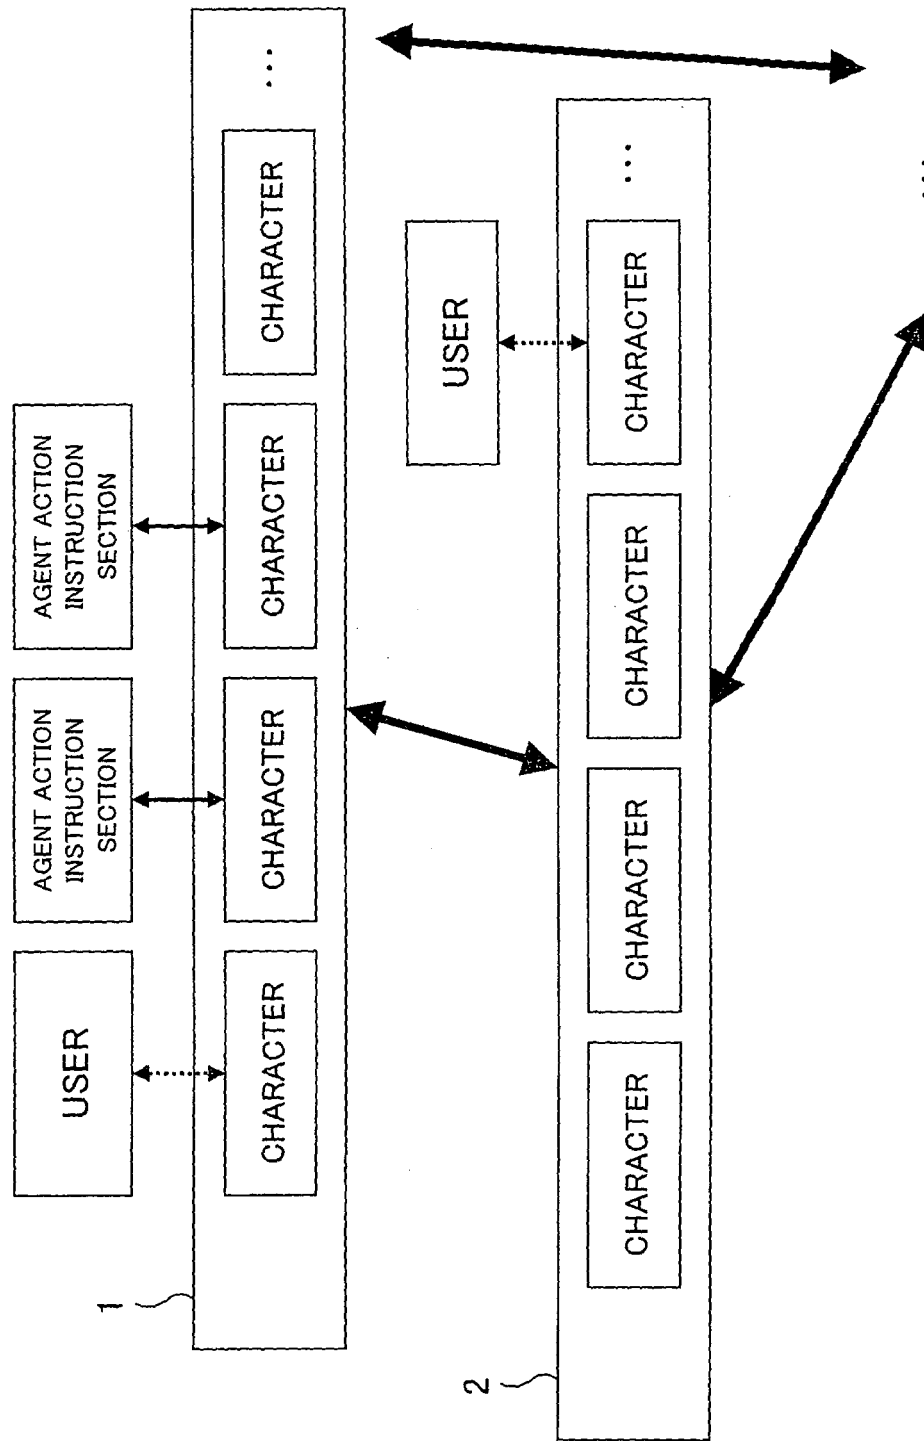 USER
AGENT ACTION
INSTRUCTION
SECTION
AGENT ACTION
INSTRUCTION
SECTION
1
CHARACTER
CHARACTER
CHARACTER
CHARACTER
...
USER
2
CHARACTER
CHARACTER
CHARACTER
CHARACTER
...
...